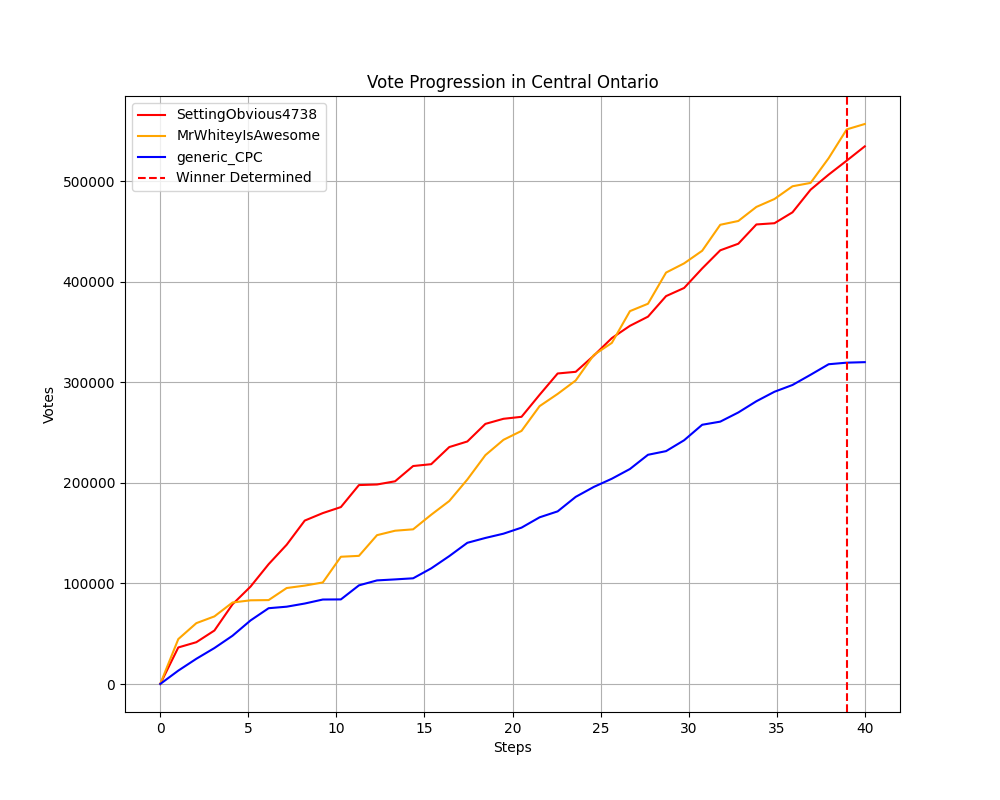 Vote Progression in Central Ontario
SettingObvious4738
MrWhiteyIsAwesome
generic_CPC
Winner Determined
500000
400000
300000
200000
100000
0
Votes
0 5 10 15 20 25 30 35 40
Steps